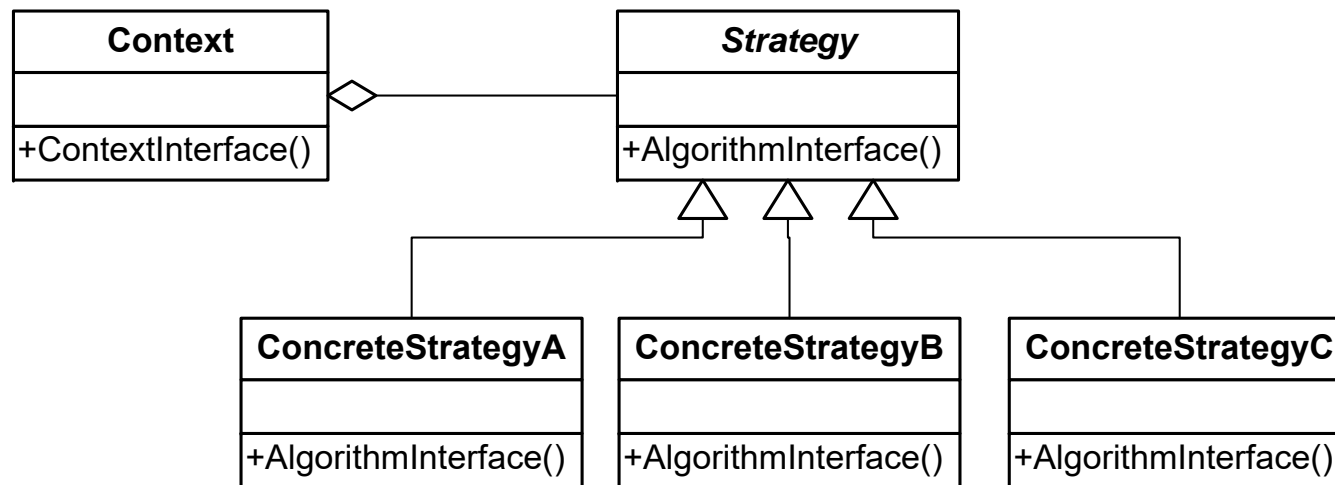 Context
+ContextInterface()
Strategy
+AlgorithmInterface()
ConcreteStrategyA
+AlgorithmInterface()
ConcreteStrategyB
+AlgorithmInterface()
ConcreteStrategyC
+AlgorithmInterface()